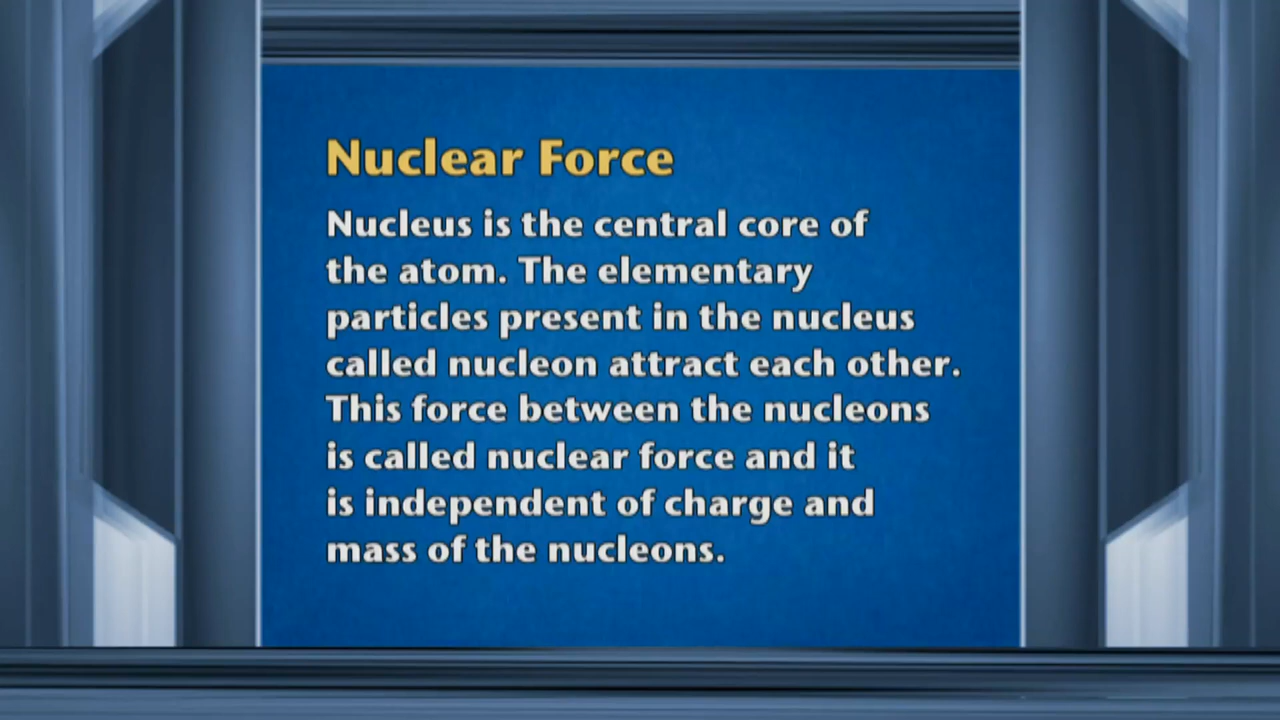 Nuclear Force
Nucleus is the central core of
the atom. The elementary
particles present in the nucleus
called nucleon attract each other.
This force between the nucleons
is called nuclear force and it
is independent of charge and
mass of the nucleons.